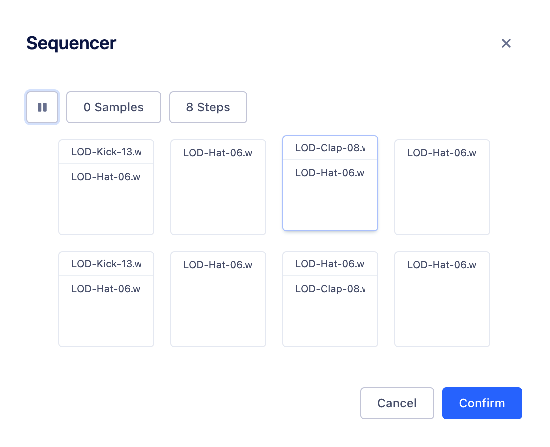 Sequencer
0 Samples
8 Steps
LOD-Kick-13.w
LOD-Hat-06.w
LOD-Hat-06.w
LOD-Clap-08.w
LOD-Hat-06.w
LOD-Hat-06.w
LOD-Kick-13.w
LOD-Hat-06.w
LOD-Hat-06.w
LOD-Hat-06.w
LOD-Clap-08.w
LOD-Hat-06.w
Cancel
Confirm